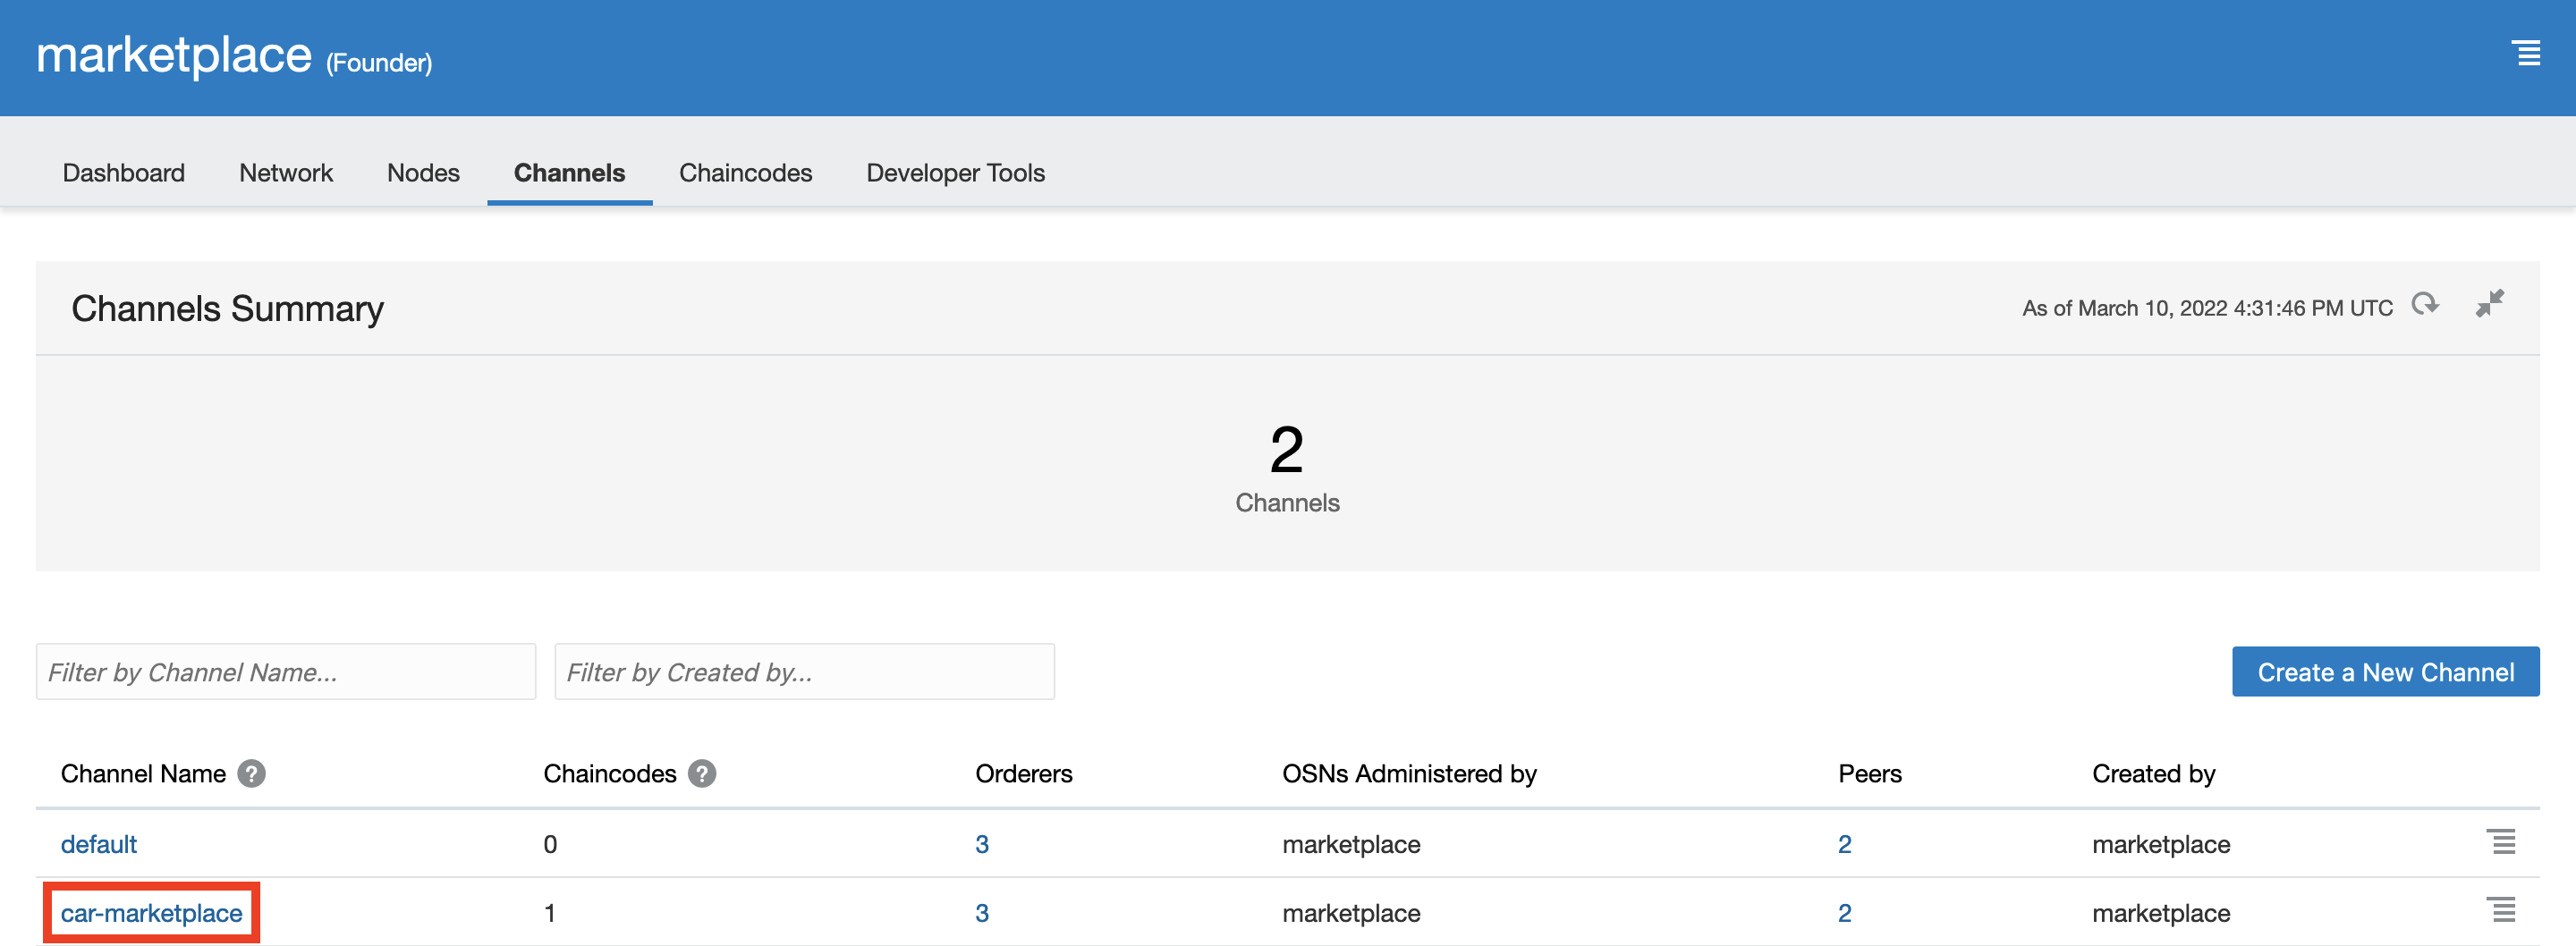 marketplace (Founder)
Dashboard Network Nodes Channels Chaincodes Developer Tools
Channels Summary As of March 10, 2022 4:31:46 PM UTC
2
Channels
Filter by Channel Name... Filter by Created by... Create a New Channel
Channel Name ? Chaincodes ? Orderers OSNs Administered by Peers Created by
default 0 3 marketplace 2 marketplace
car-marketplace 1 3 marketplace 2 marketplace